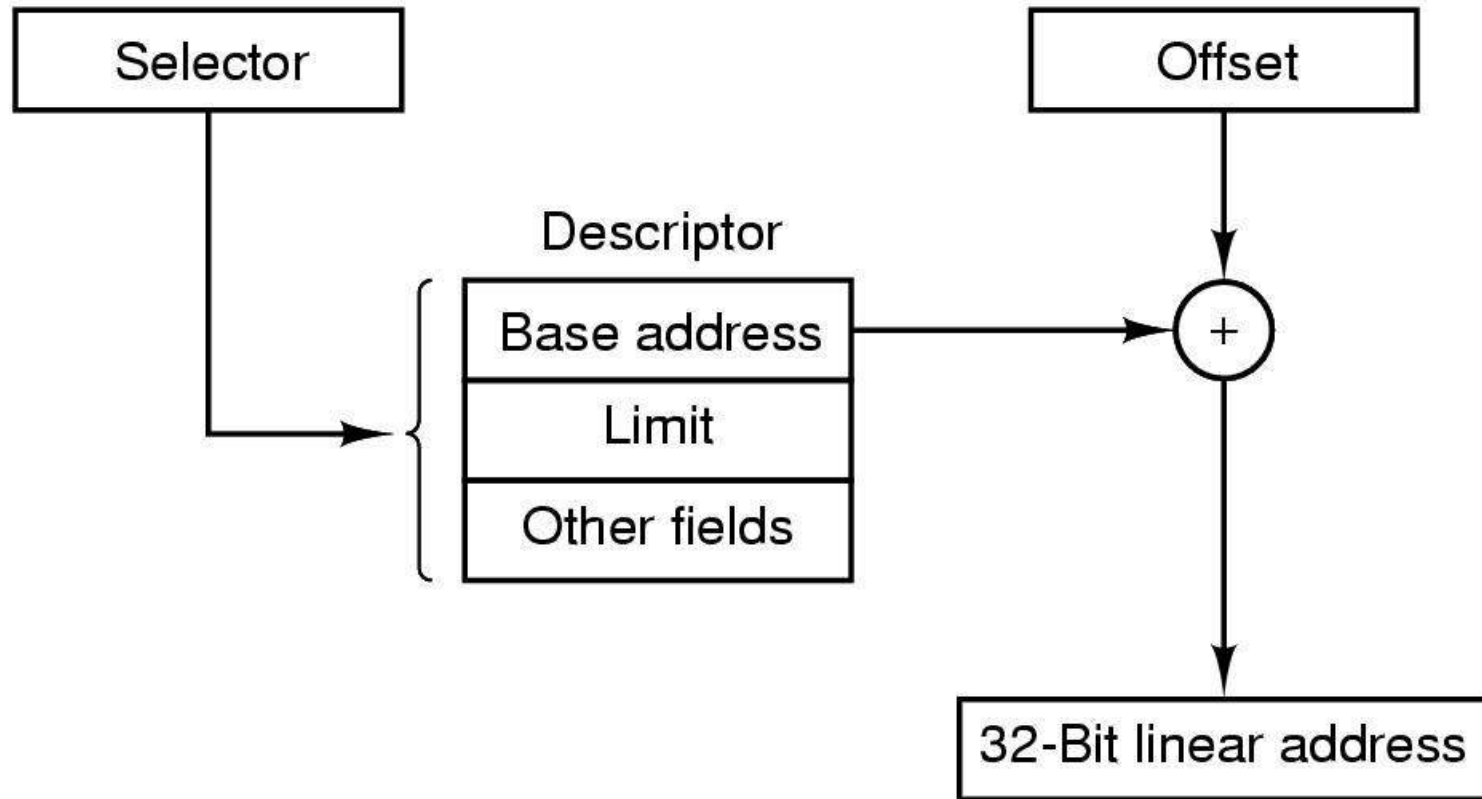 Selector
Offset
Descriptor
Base address
+
Limit
Other fields
32-Bit linear address